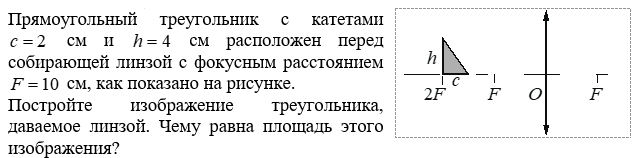 Прямоугольный треугольник с катетами
c = 2 см и h = 4 см расположен перед
собирающей линзой с фокусным расстоянием
F = 10 см, как показано на рисунке.
Постройте изображение треугольника,
даваемое линзой. Чему равна площадь этого
изображения?
h
c
2F F O F